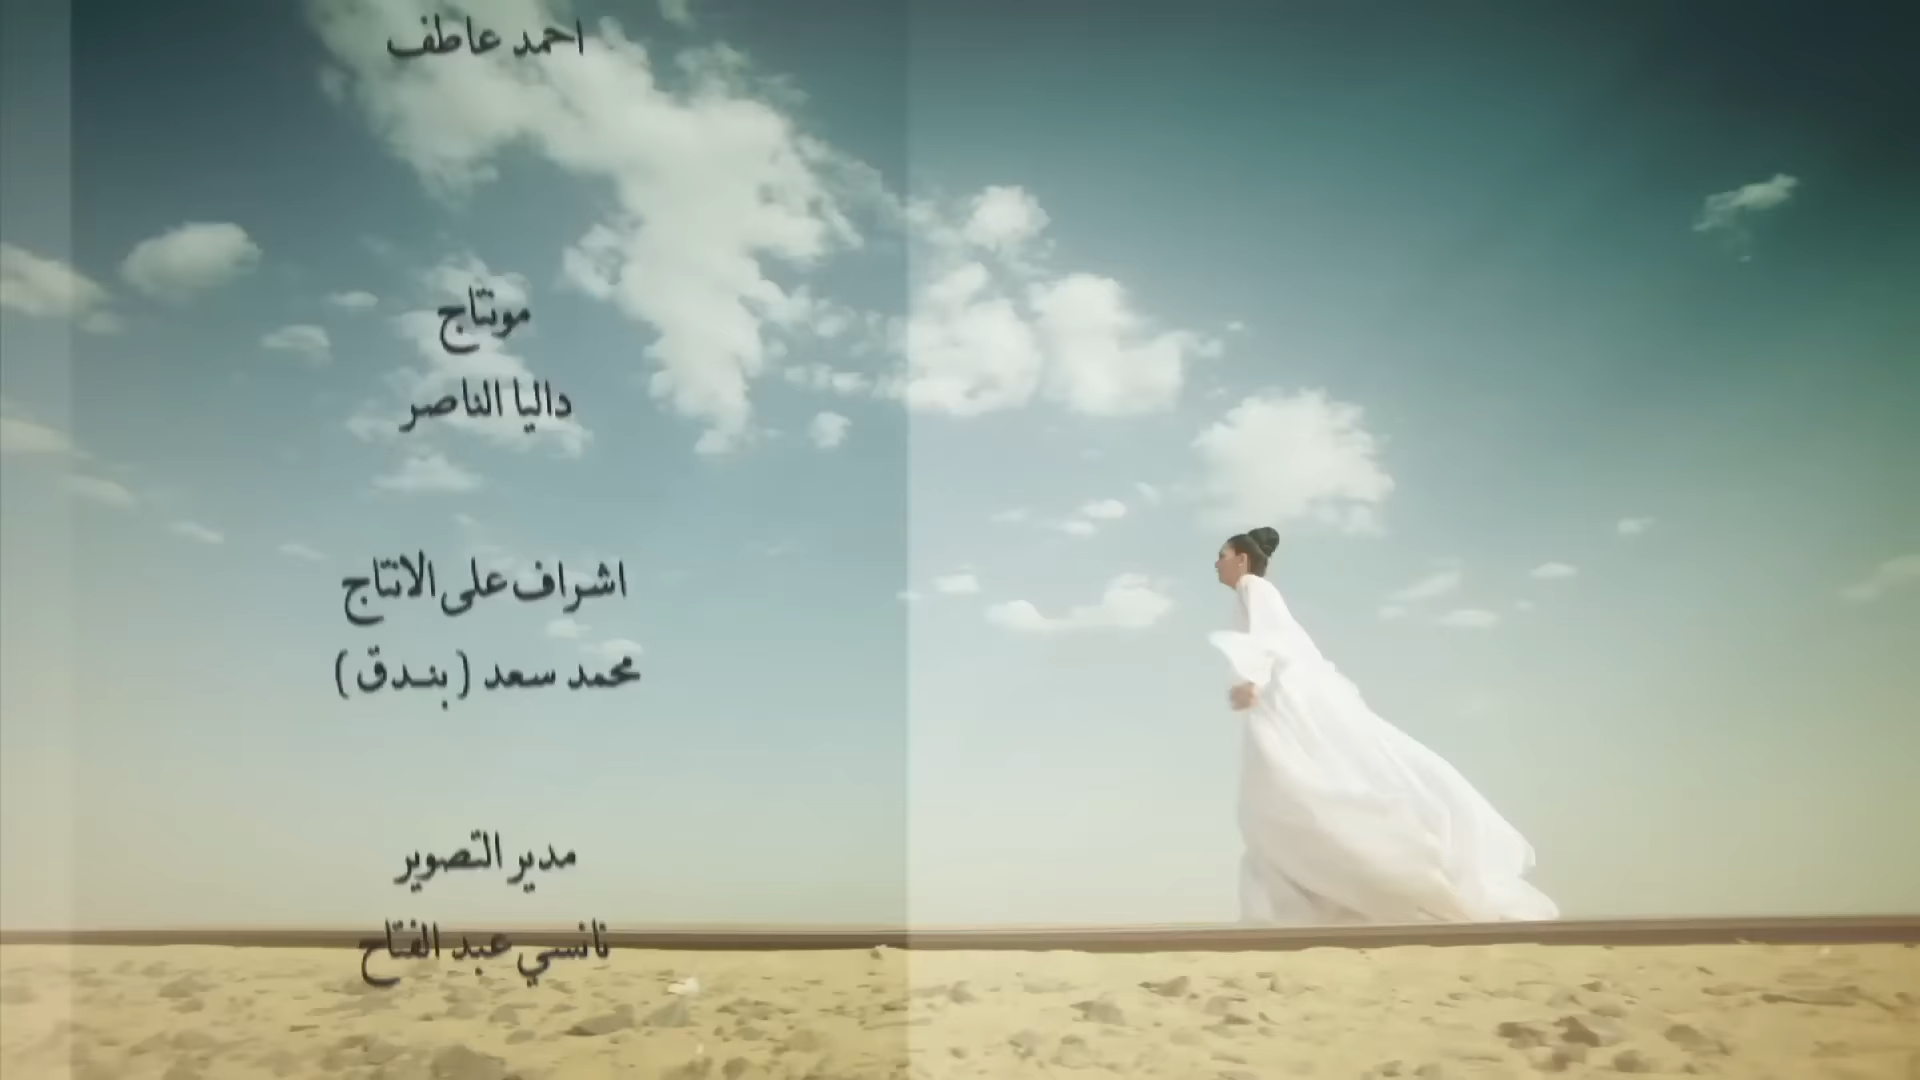 احمد عاطف
مونتاج
داليا الناصر
اشراف على الانتاج
محمد سعد (بندق)
مدير التصوير
نانسي عبد الفتاح